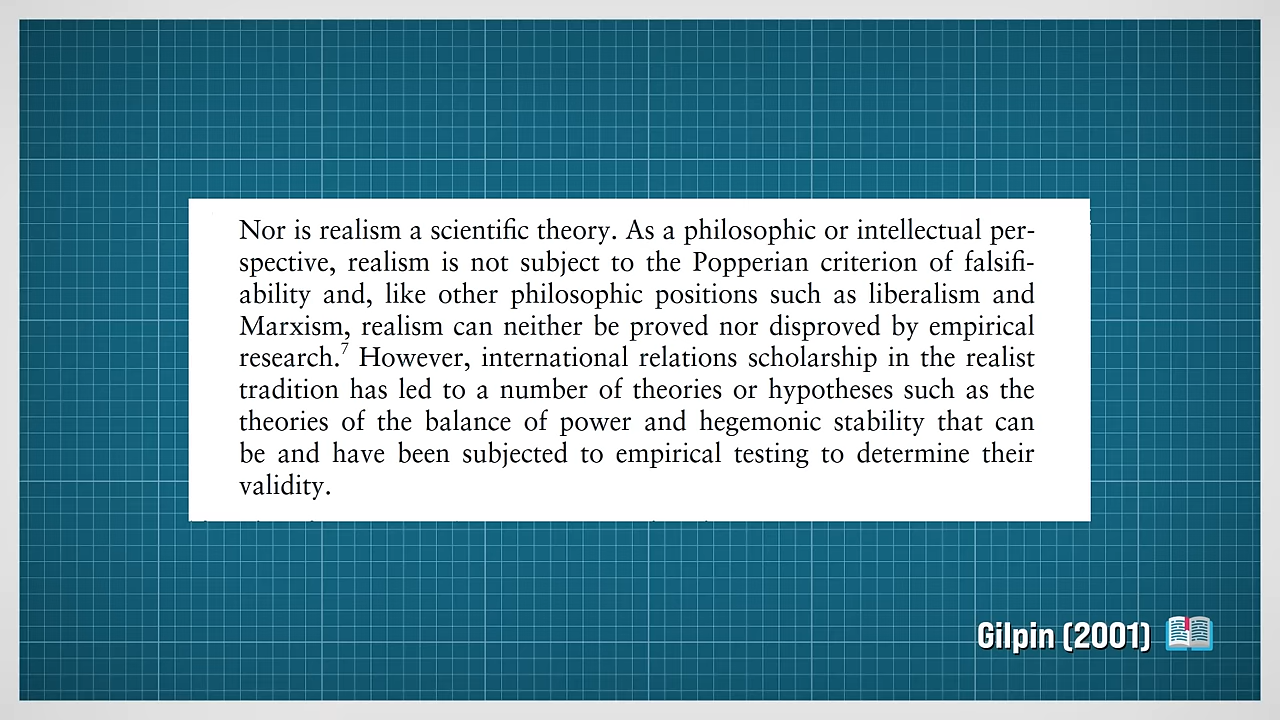 Nor is realism a scientific theory. As a philosophic or intellectual per-
spective, realism is not subject to the Popperian criterion of falsifi-
ability and, like other philosophic positions such as liberalism and
Marxism, realism can neither be proved nor disproved by empirical
research.7 However, international relations scholarship in the realist
tradition has led to a number of theories or hypotheses such as the
theories of the balance of power and hegemonic stability that can
be and have been subjected to empirical testing to determine their
validity.
Gilpin (2001)